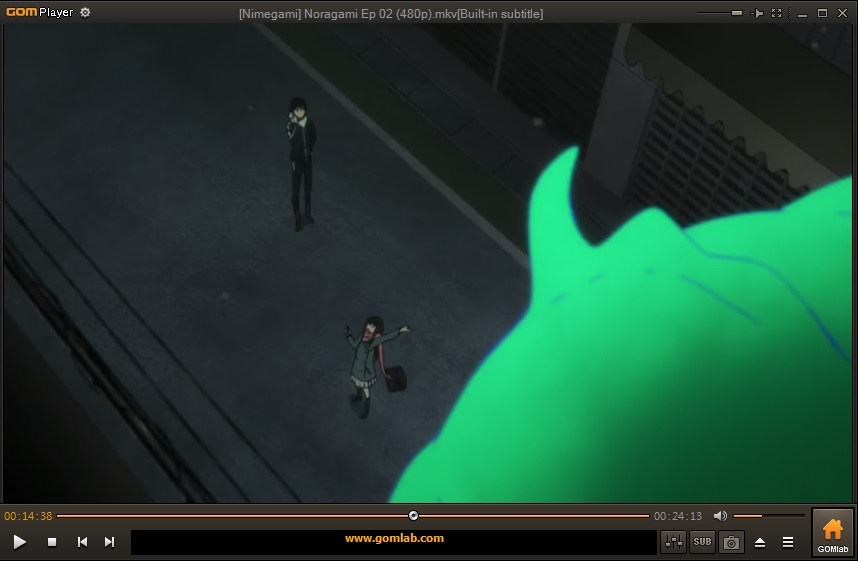 GOM Player
[Nimegami] Noragami Ep 02 (480p).mkv[Built-in subtitle]
00:14:38
00:24:13
www.gomlab.com
SUB
GOMlab